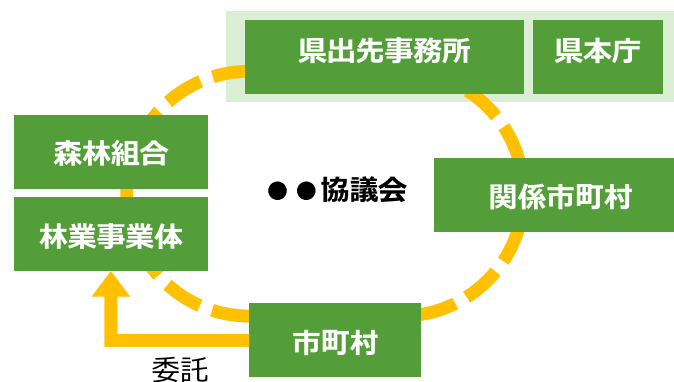 県出先事務所
県本庁
森林組合
●●協議会
関係市町村
林業事業体
市町村
委託